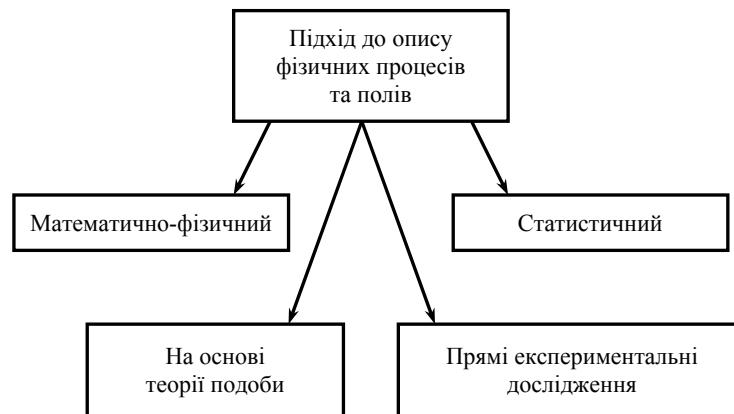 Підхід до опису
фізичних процесів
та полів
Математично-фізичний
Статистичний
На основі
теорії подоби
Прямі експериментальні
дослідження